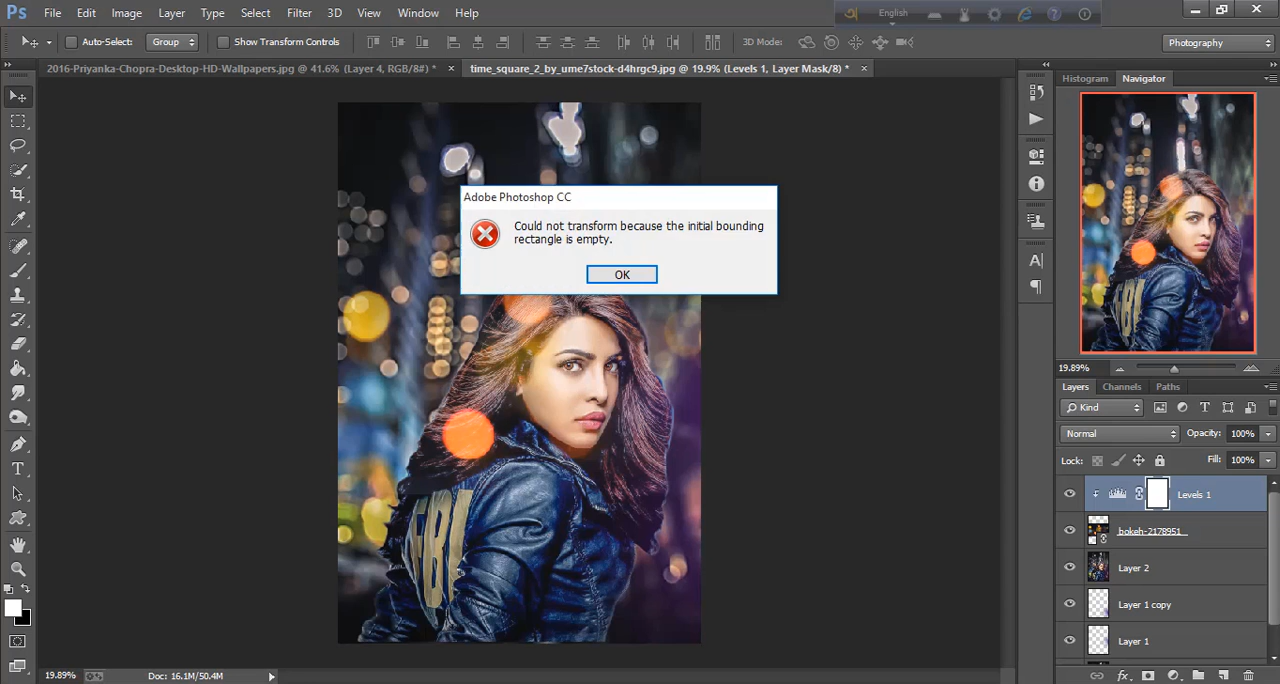 Ps File Edit Image Layer Type Select Filter 3D View Window Help
English
Auto-Select: Group Show Transform Controls 3D Mode: Photography
2016-Priyanka-Chopra-Desktop-HD-Wallpapers.jpg @ 41.6% (Layer 4, RGB/8#) * × time_square_2_by_ume7stock-d4hrgc9.jpg @ 19.9% (Levels 1, Layer Mask/8) * ×
Histogram Navigator
Adobe Photoshop CC
Could not transform because the initial bounding
rectangle is empty.
OK
19.89%
Layers Channels Paths
Kind
Normal Opacity: 100%
Lock: Fill: 100%
Levels 1
bokeh-2178951_...
Layer 2
Layer 1 copy
Layer 1
FBI
19.89% Doc: 16.1M/50.4M